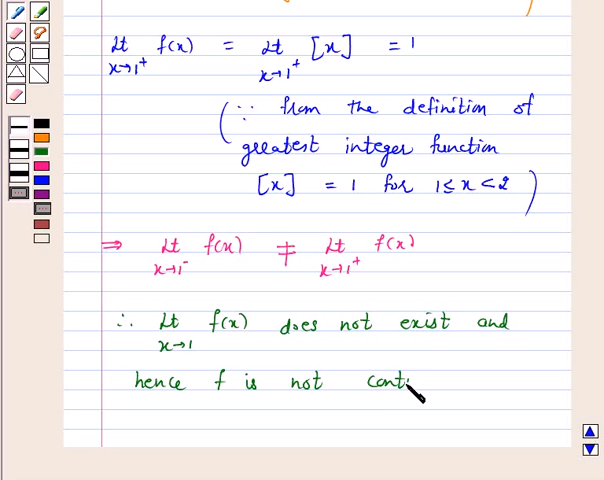 Lt f(x) = Lt [x] = 1
x→1⁺ x→1⁺
(∵ from the definition of
greatest integer function
[x] = 1 for 1≤x<2)
⇒ Lt f(x) ≠ Lt f(x)
x→1⁻ x→1⁺
∴ Lt f(x) does not exist and
x→1
hence f is not cont